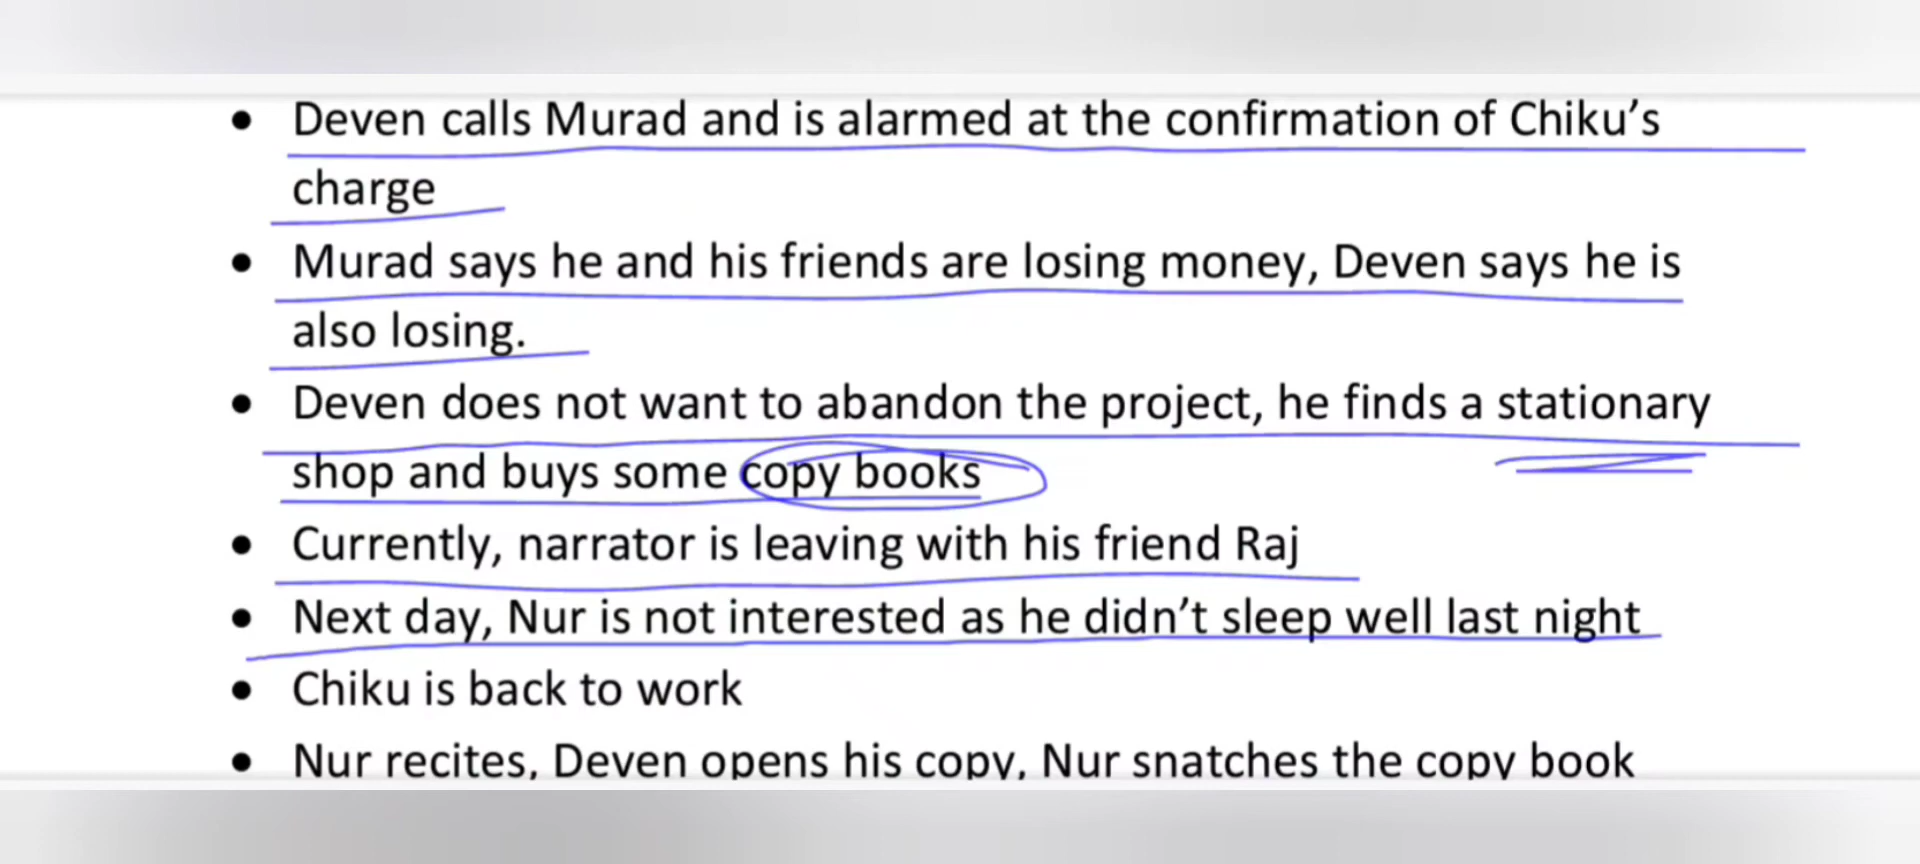 • Deven calls Murad and is alarmed at the confirmation of Chiku’s
charge
• Murad says he and his friends are losing money, Deven says he is
also losing.
• Deven does not want to abandon the project, he finds a stationary
shop and buys some copy books
• Currently, narrator is leaving with his friend Raj
• Next day, Nur is not interested as he didn’t sleep well last night
• Chiku is back to work
• Nur recites, Deven opens his copy, Nur snatches the copy book